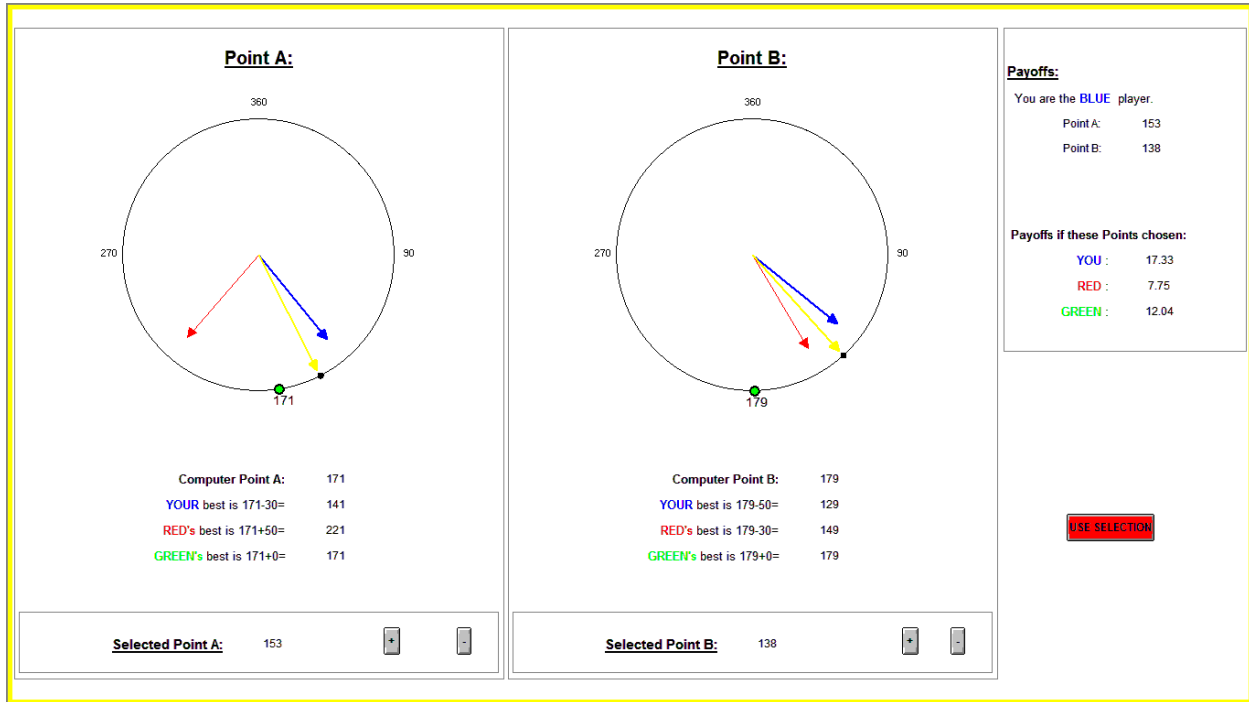 Point A:
360
270
90
171
Computer Point A: 171
YOUR best is 171-30= 141
RED's best is 171+50= 221
GREEN's best is 171+0= 171
Selected Point A: 153 + -
Point B:
360
270
90
179
Computer Point B: 179
YOUR best is 179-50= 129
RED's best is 179-30= 149
GREEN's best is 179+0= 179
Selected Point B: 138 + -
Payoffs:
You are the BLUE player.
Point A: 153
Point B: 138
Payoffs if these Points chosen:
YOU : 17.33
RED : 7.75
GREEN : 12.04
USE SELECTION